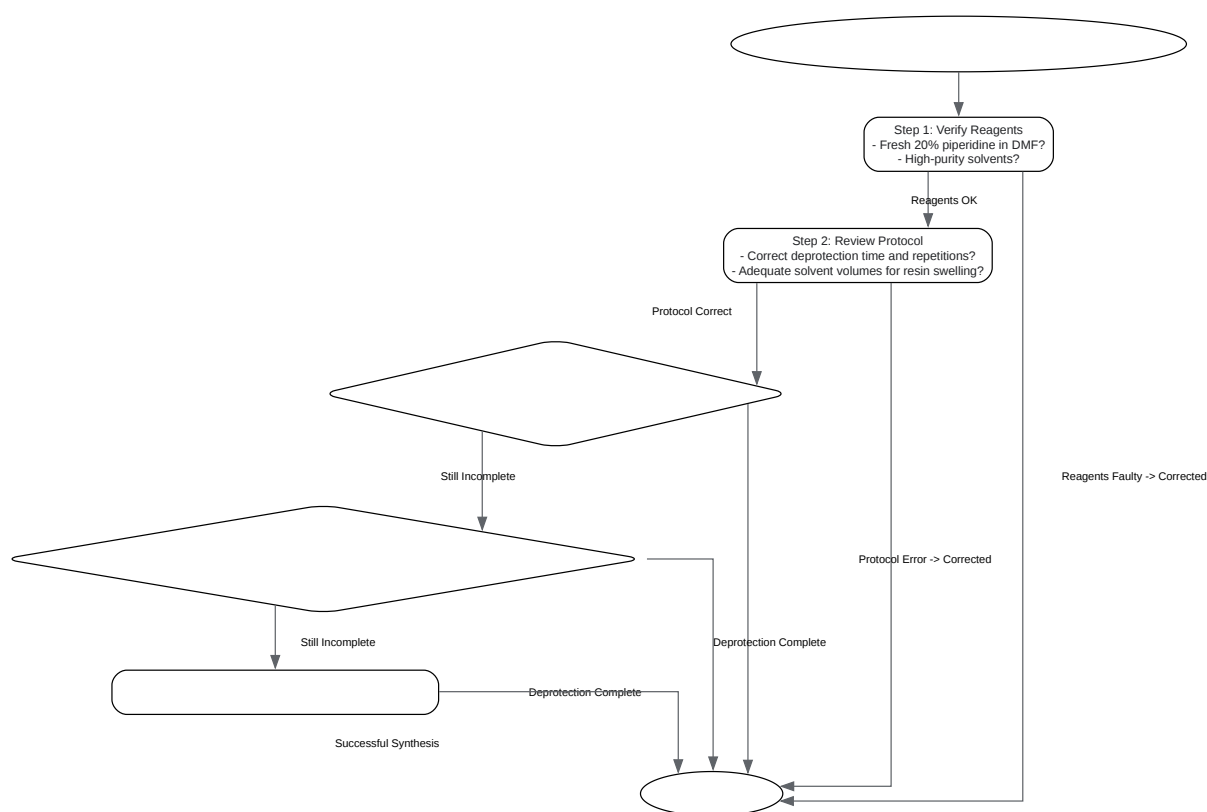 Step 1: Verify Reagents
- Fresh 20% piperidine in DMF?
- High-purity solvents?
Reagents OK
Step 2: Review Protocol
- Correct deprotection time and repetitions?
- Adequate solvent volumes for resin swelling?
Protocol Correct
Still Incomplete
Reagents Faulty -> Corrected
Protocol Error -> Corrected
Still Incomplete
Deprotection Complete
Deprotection Complete
Successful Synthesis